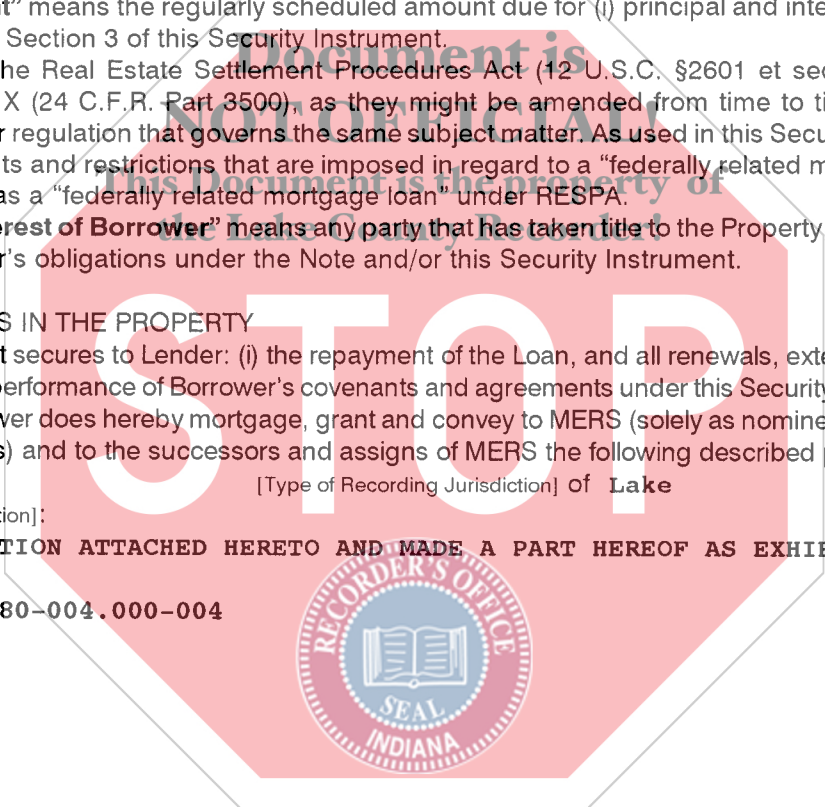 t” means the regularly scheduled amount due for (i) principal and inte
Section 3 of this Security Instrument.
he Real Estate Settlement Procedures Act (12 U.S.C. §2601 et sec
X (24 C.F.R. Part 3500), as they might be amended from time to ti
r regulation that governs the same subject matter. As used in this Secu
ts and restrictions that are imposed in regard to a “federally related m
as a “federally related mortgage loan” under RESPA.
rest of Borrower” means any party that has taken title to the Property
r's obligations under the Note and/or this Security Instrument.
S IN THE PROPERTY
t secures to Lender: (i) the repayment of the Loan, and all renewals, exte
erformance of Borrower's covenants and agreements under this Security
wer does hereby mortgage, grant and convey to MERS (solely as nomine
s) and to the successors and assigns of MERS the following described
[Type of Recording Jurisdiction] of Lake
tion]:
TION ATTACHED HERETO AND MADE A PART HEREOF AS EXHIB
80-004.000-004
Document is
NOT OFFICIAL!
This Document is the property of
the Lake County Recorder!
STOP
RECORDER'S OFFICE
SEAL
INDIANA